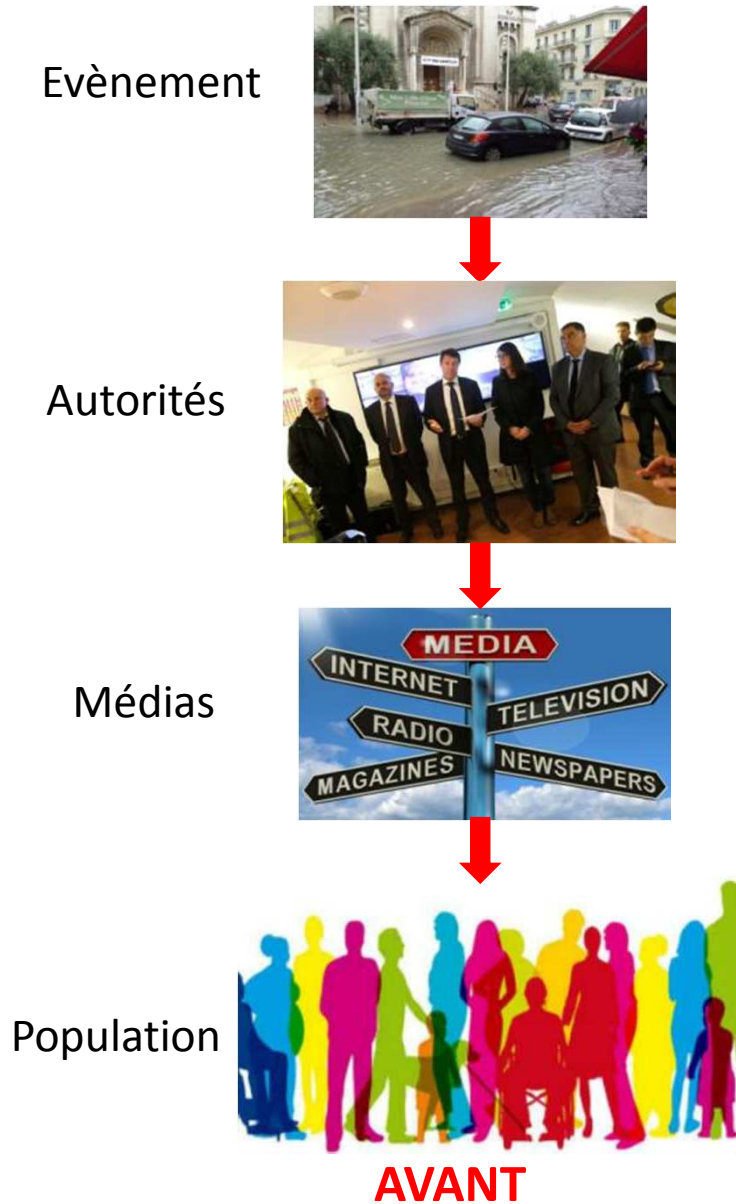 Evènement
Autorités
Médias
MEDIA
INTERNET
TELEVISION
RADIO
MAGAZINES
NEWSPAPERS
Population
AVANT